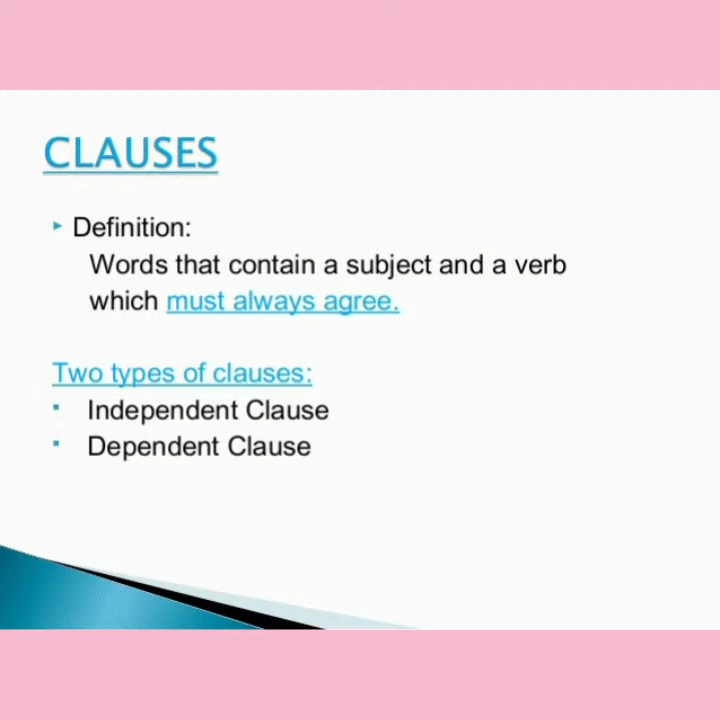 CLAUSES
Definition:
Words that contain a subject and a verb
which must always agree.
Two types of clauses:
Independent Clause
Dependent Clause